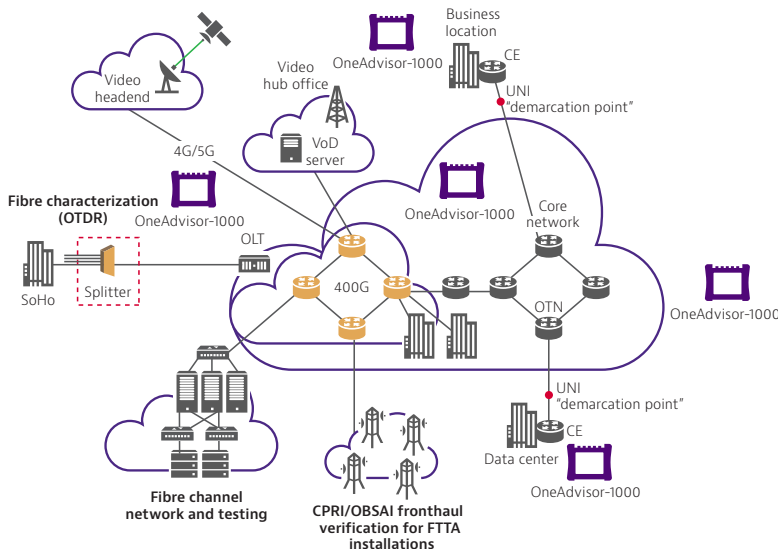 Business
location
OneAdvisor-1000
CE
UNI
“demarcation point”
Video
headend
Video
hub office
VoD
server
4G/5G
Fibre characterization
(OTDR)
OneAdvisor-1000
OneAdvisor-1000
Core
network
OLT
SoHo
Splitter
400G
OTN
OneAdvisor-1000
UNI
“demarcation point”
CE
Data center
OneAdvisor-1000
Fibre channel
network and testing
CPRI/OBSAI fronthaul
verification for FTTA
installations